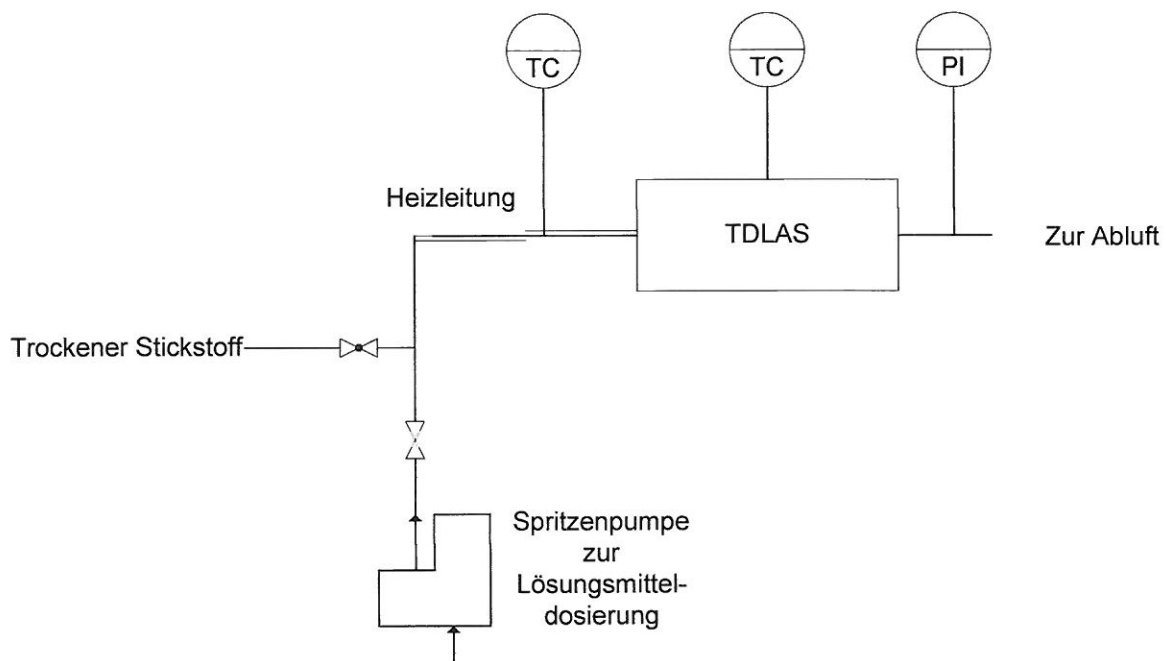 TC
TC
PI
Heizleitung
TDLAS
Zur Abluft
Trockener Stickstoff
Spritzenpumpe
zur
Lösungsmittel-
dosierung